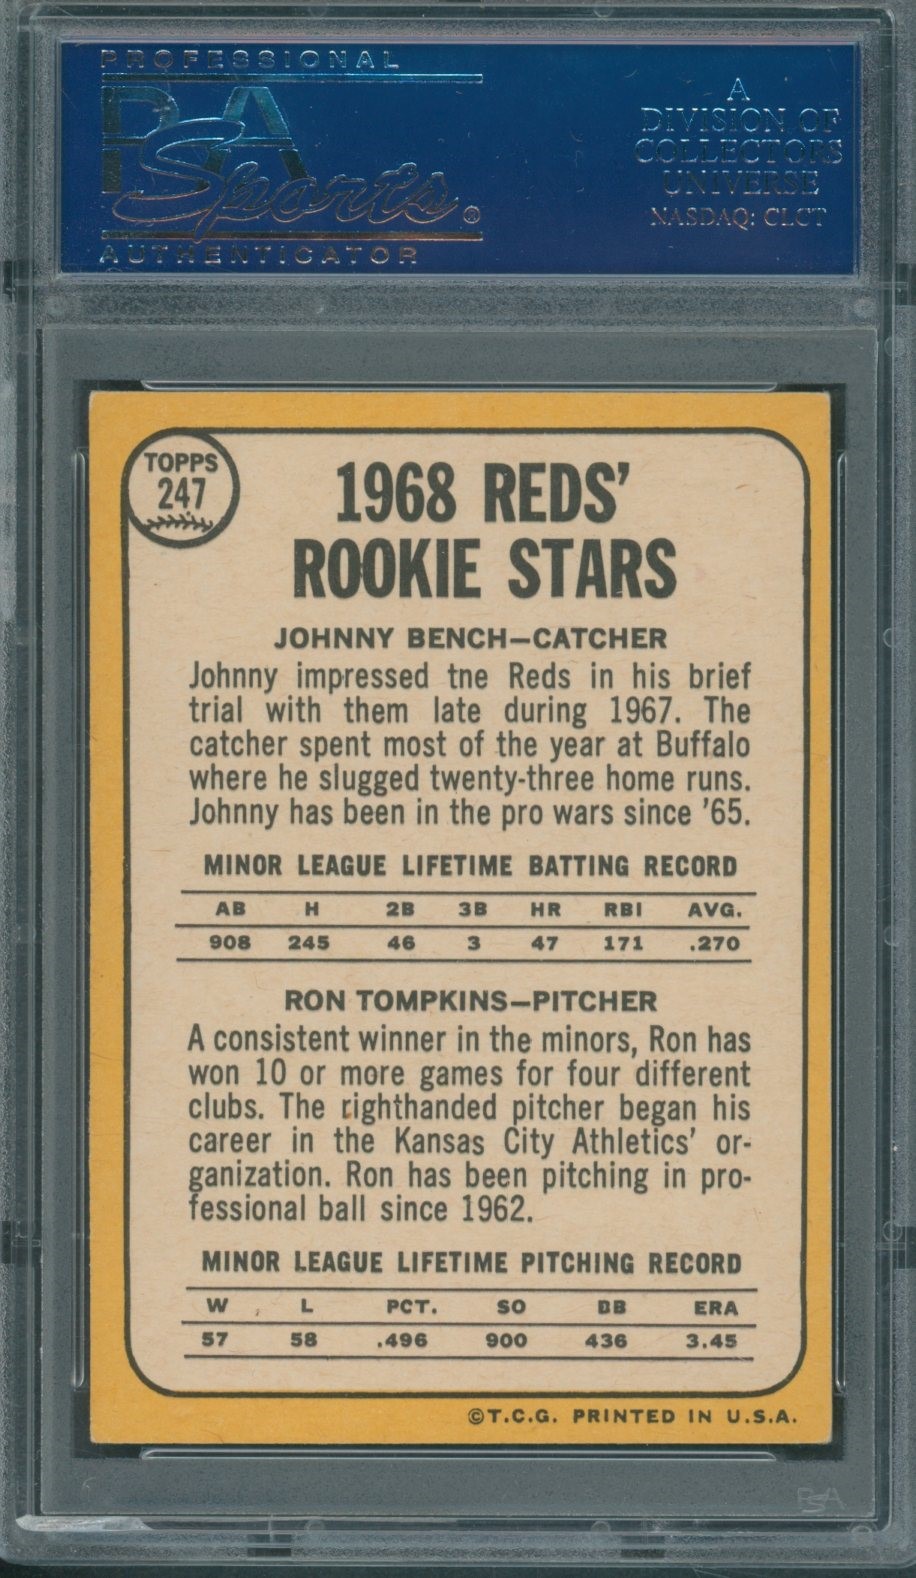 PROFESSIONAL
PSA
Sports®
AUTHENTICATOR
A
DIVISION OF
COLLECTORS
UNIVERSE
NASDAQ: CLCT
TOPPS
247
1968 REDS'
ROOKIE STARS
JOHNNY BENCH—CATCHER
Johnny impressed tne Reds in his brief
trial with them late during 1967. The
catcher spent most of the year at Buffalo
where he slugged twenty-three home runs.
Johnny has been in the pro wars since '65.
MINOR LEAGUE LIFETIME BATTING RECORD
AB H 2B 3B HR RBI AVG.
908 245 46 3 47 171 .270
RON TOMPKINS—PITCHER
A consistent winner in the minors, Ron has
won 10 or more games for four different
clubs. The righthanded pitcher began his
career in the Kansas City Athletics' or-
ganization. Ron has been pitching in pro-
fessional ball since 1962.
MINOR LEAGUE LIFETIME PITCHING RECORD
W L PCT. SO BB ERA
57 58 .496 900 436 3.45
©T.C.G. PRINTED IN U.S.A.
PSA